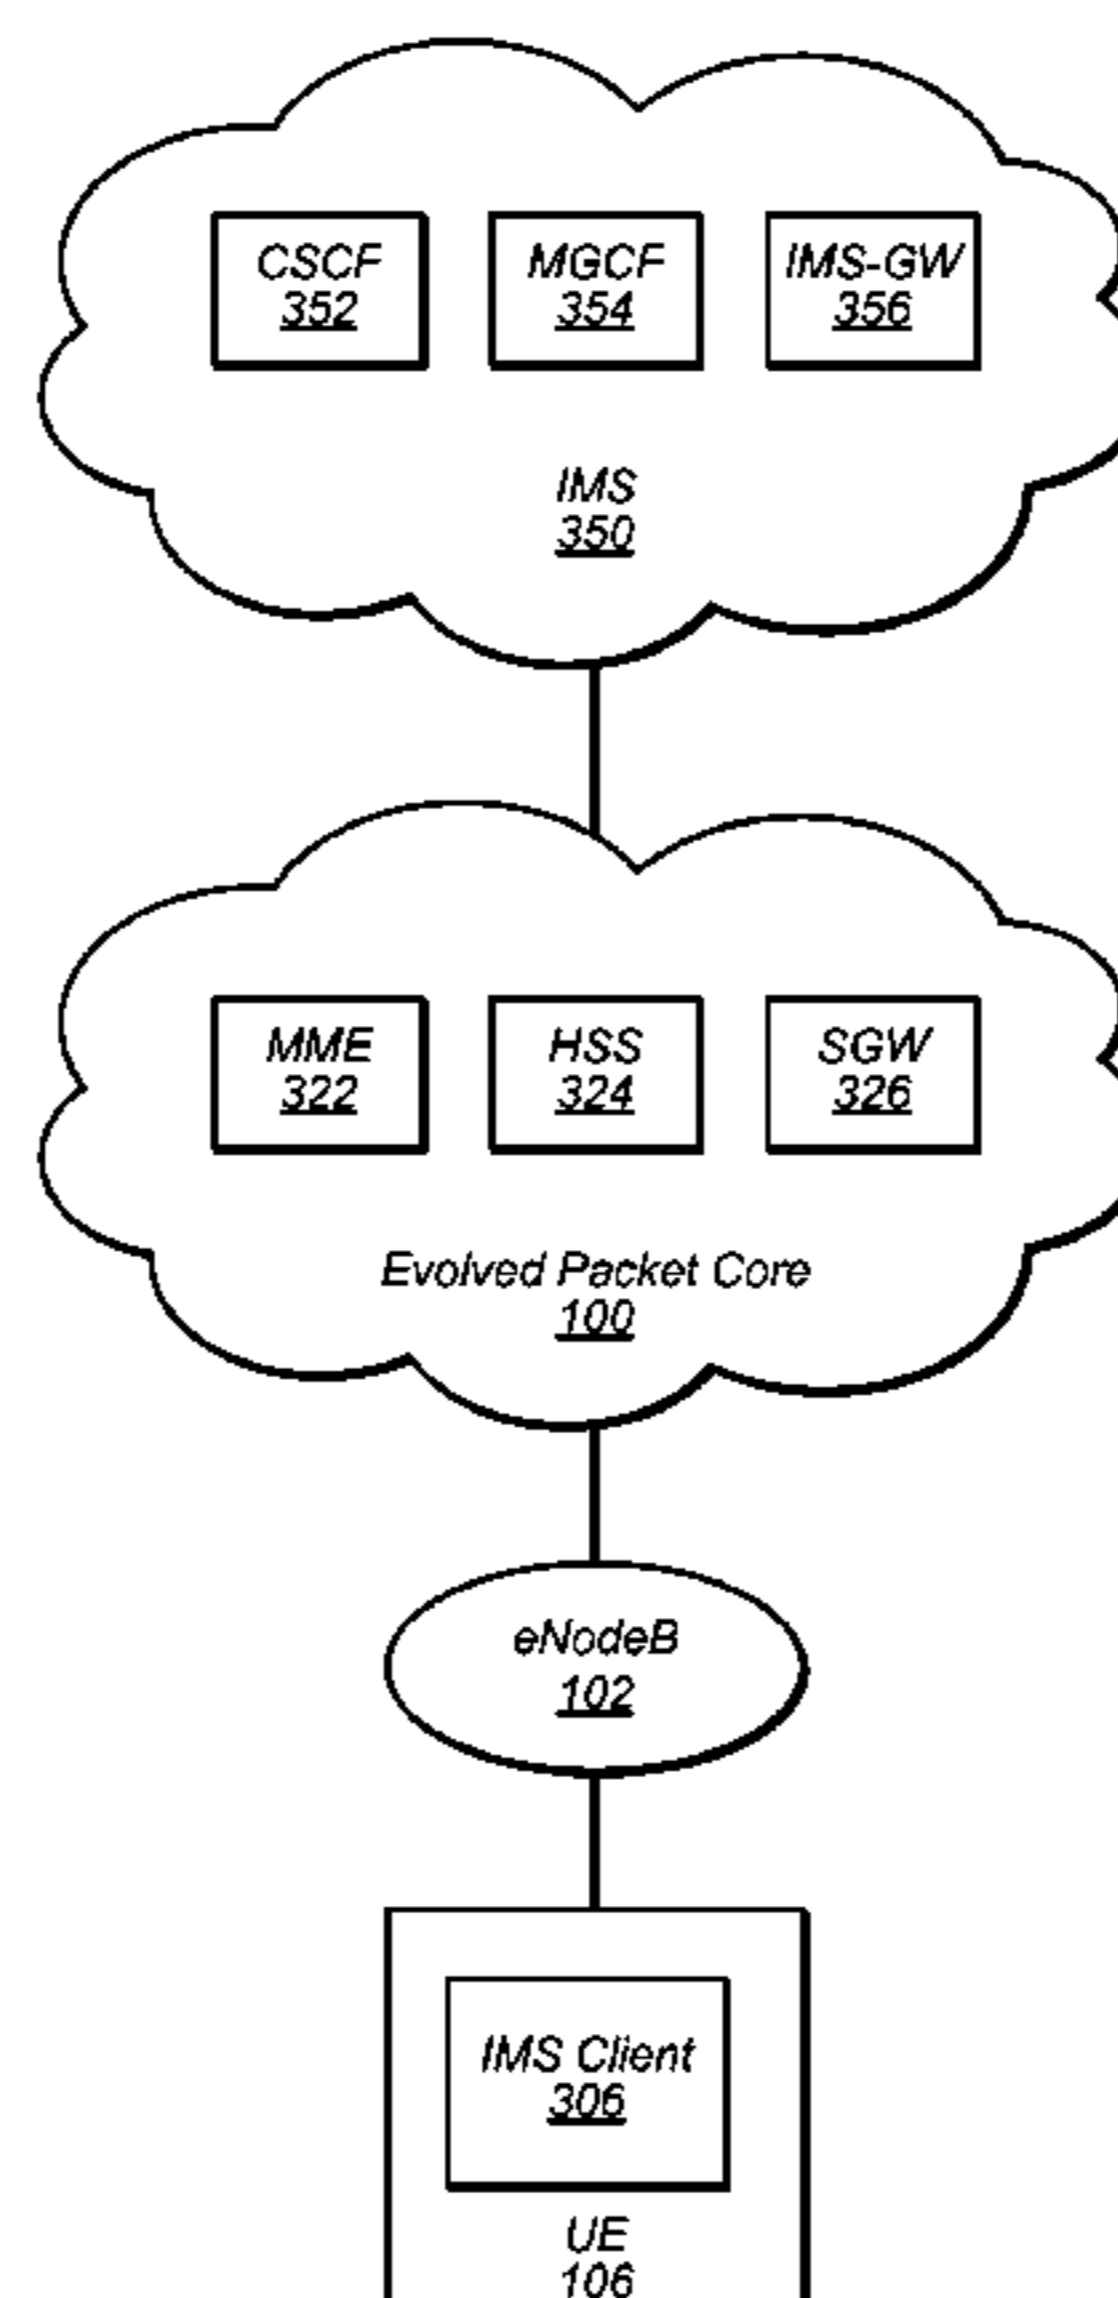 CSCF
352
MGCF
354
IMS-GW
356
IMS
350
MME
322
HSS
324
SGW
326
Evolved Packet Core
100
eNodeB
102
IMS Client
306
UE
106